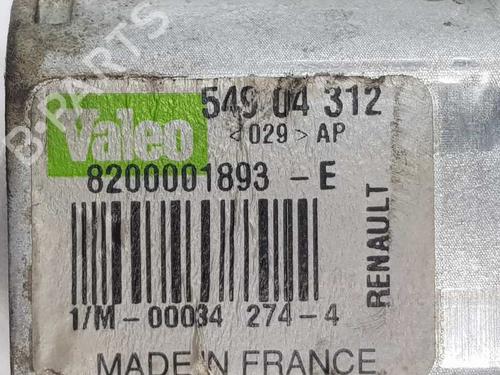 B-PARTS
Valeo
549 04 312
<029> AP
8200001893 - E
RENAULT
1/M-00034 274-4
MADE IN FRANCE